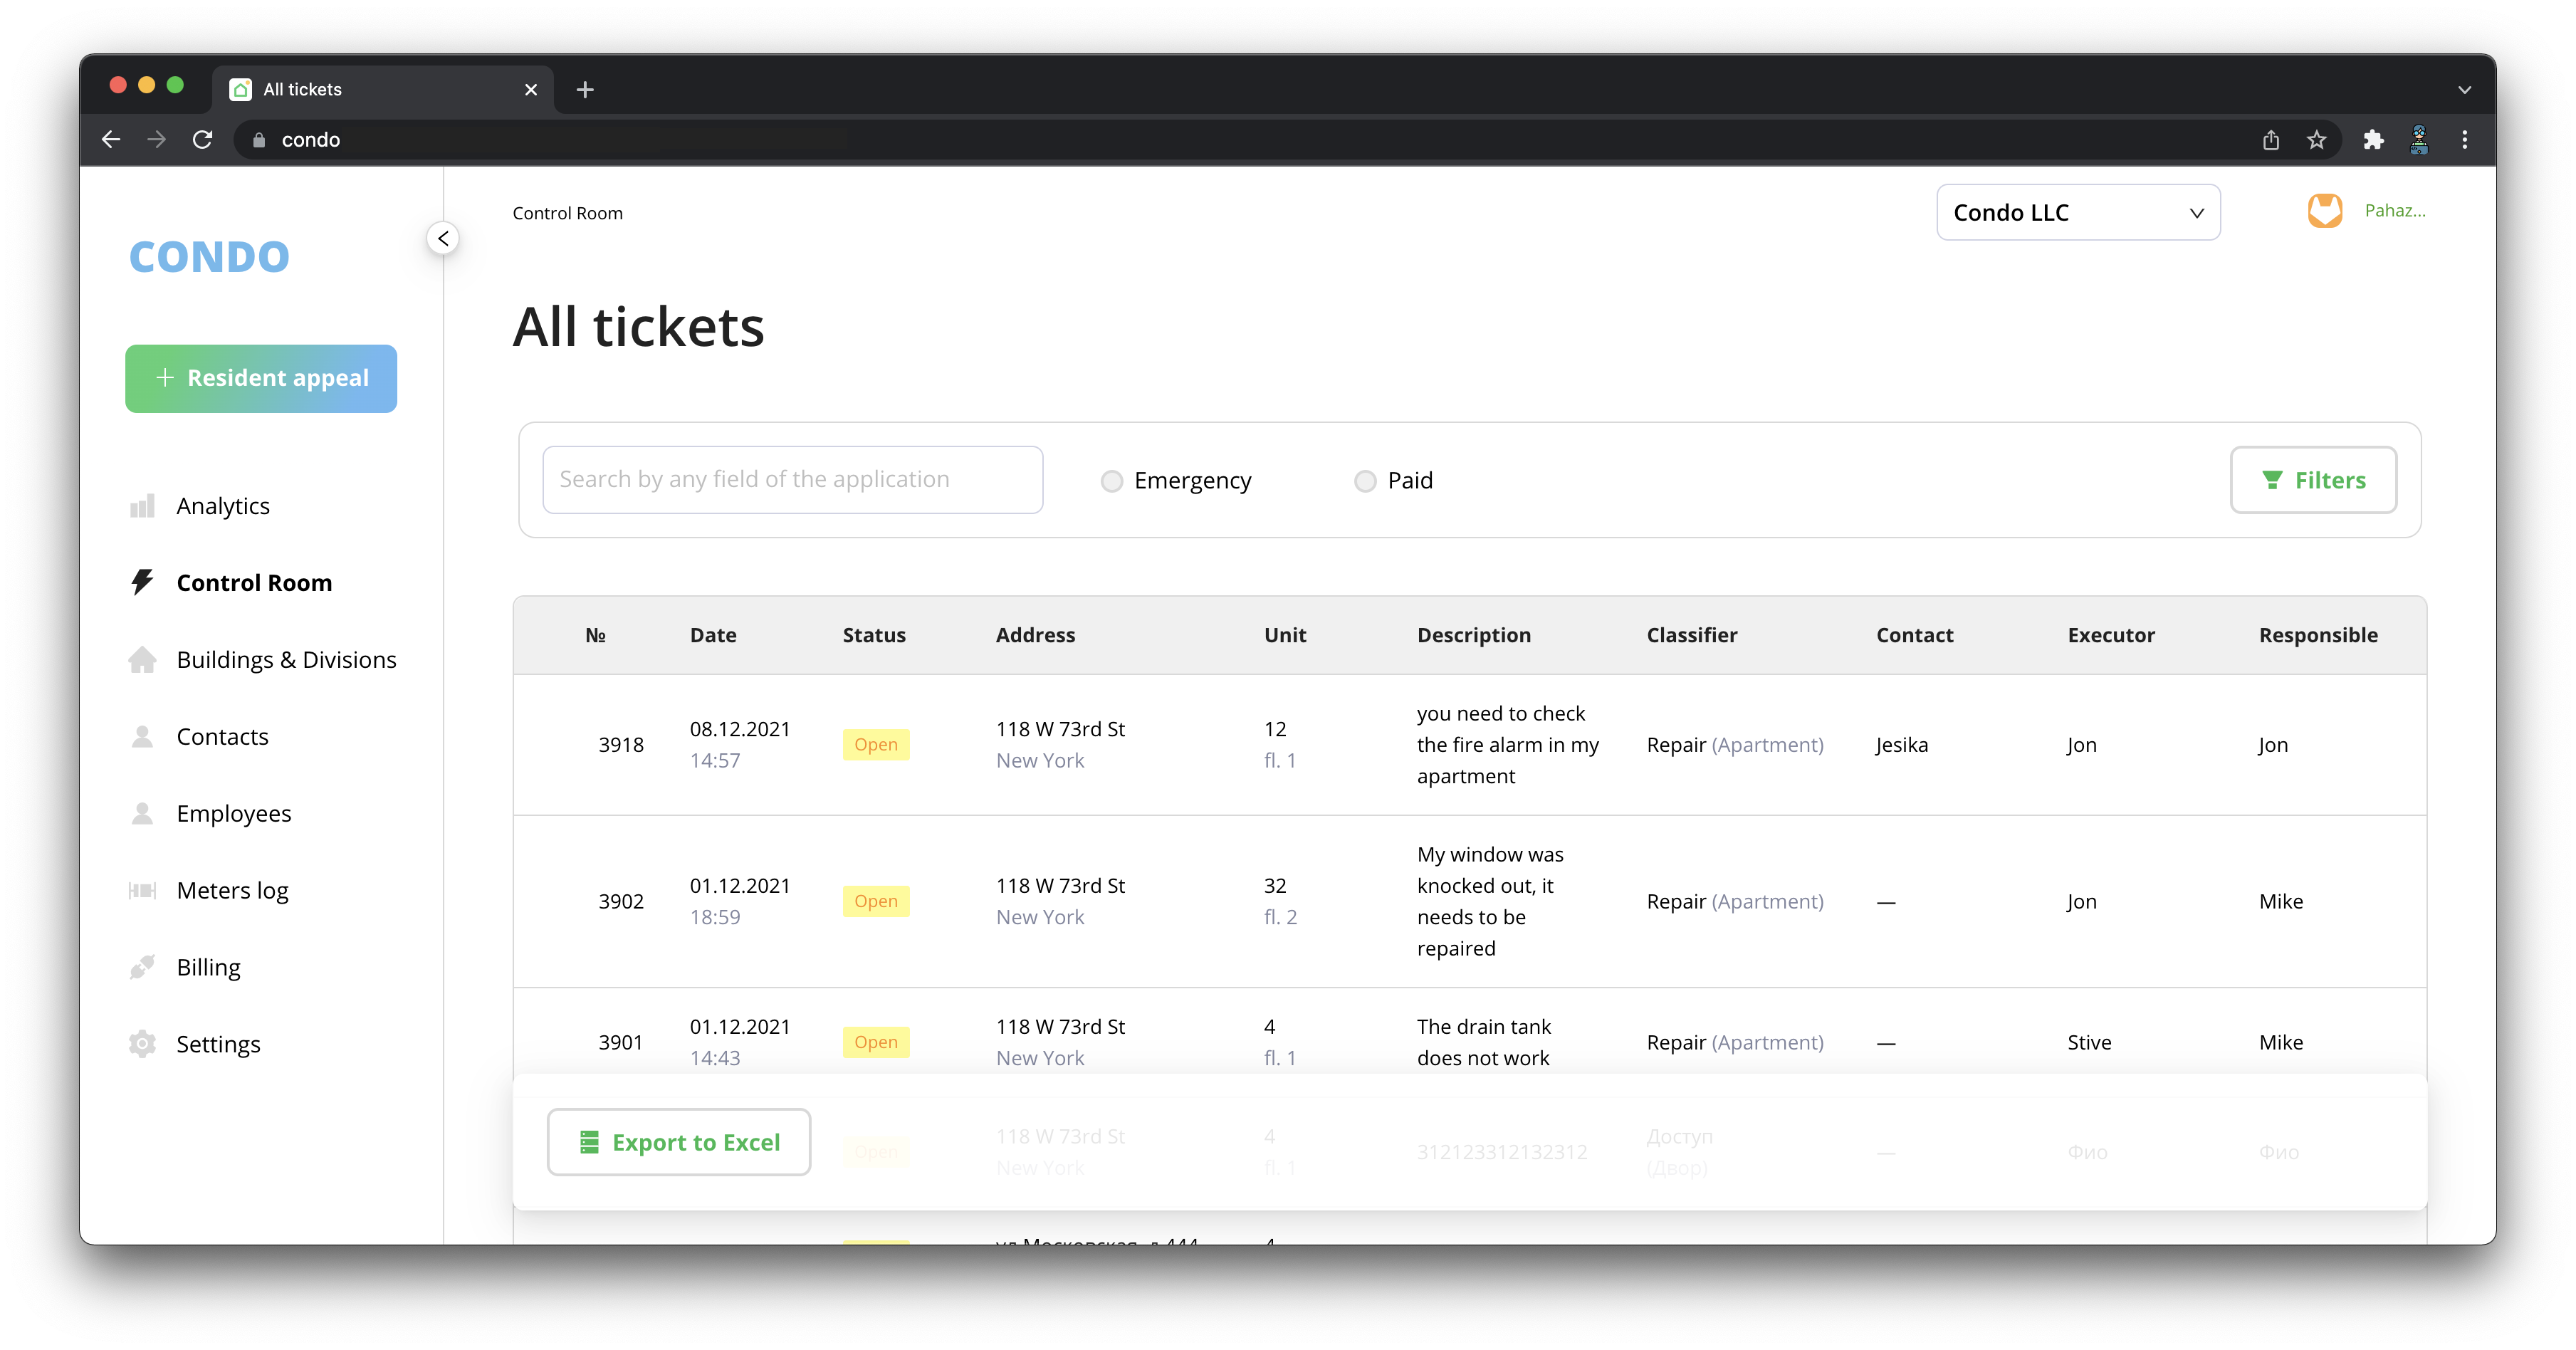 All tickets
condo
Control Room
Condo LLC
Pahaz...
CONDO
All tickets
+ Resident appeal
Search by any field of the application
Emergency
Paid
Filters
Analytics
Control Room
Buildings & Divisions
Contacts
Employees
Meters log
Billing
Settings
№ Date Status Address Unit Description Classifier Contact Executor Responsible
3918 08.12.2021 14:57 Open 118 W 73rd St New York 12 fl. 1 you need to check the fire alarm in my apartment Repair (Apartment) Jesika Jon Jon
3902 01.12.2021 18:59 Open 118 W 73rd St New York 32 fl. 2 My window was knocked out, it needs to be repaired Repair (Apartment) — Jon Mike
3901 01.12.2021 14:43 Open 118 W 73rd St New York 4 fl. 1 The drain tank does not work Repair (Apartment) — Stive Mike
Export to Excel
Open 118 W 73rd St New York 4 fl. 1 312123312132312 Доступ (Двор) — Фио Фио